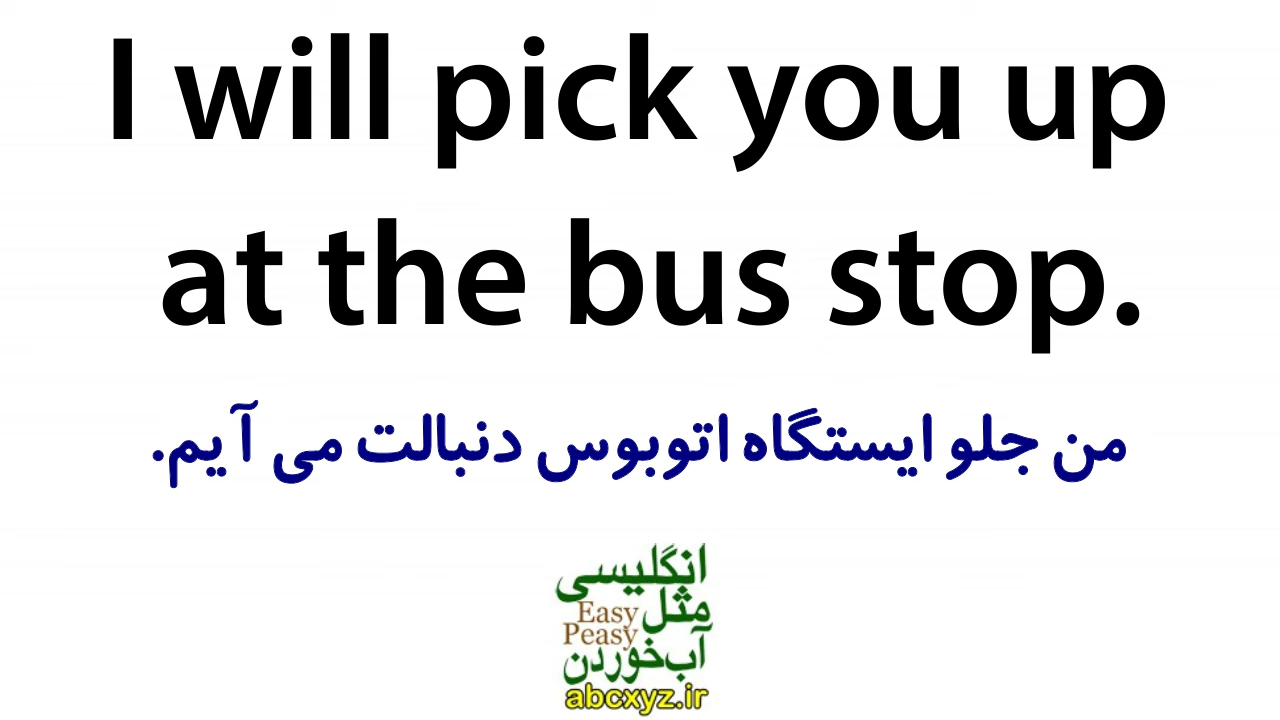 I will pick you up
at the bus stop.
من جلو ایستگاه اتوبوس دنبالت می آیم.
انگلیسی
مثل Easy
Peasy
آب‌خوردن
abcxyz.ir